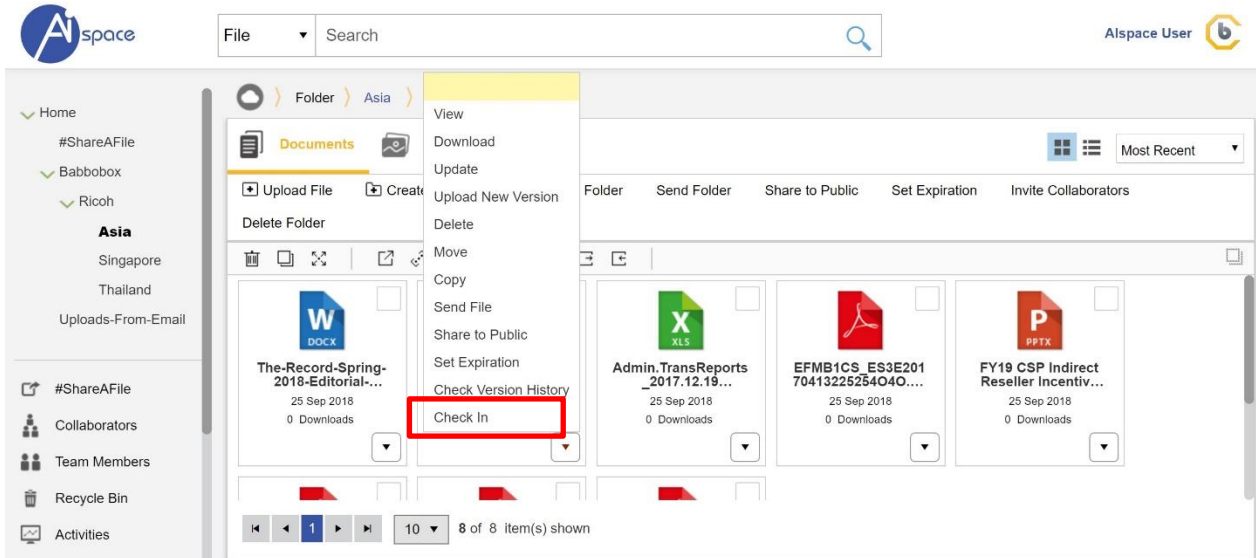 Ai space
File
Search
AIspace User
b
Home
#ShareAFile
Babbobox
Ricoh
Asia
Singapore
Thailand
Uploads-From-Email
#ShareAFile
Collaborators
Team Members
Recycle Bin
Activities
Folder
Asia
Documents
Most Recent
Upload File
Create
Folder
Send Folder
Share to Public
Set Expiration
Invite Collaborators
Delete Folder
View
Download
Update
Upload New Version
Delete
Move
Copy
Send File
Share to Public
Set Expiration
Check Version History
Check In
W
DOCX
The-Record-Spring-
2018-Editorial-...
25 Sep 2018
0 Downloads
X
XLS
Admin.TransReports
_2017.12.19...
25 Sep 2018
0 Downloads
EFMB1CS_ES3E201
70413225254O4O....
25 Sep 2018
0 Downloads
P
PPTX
FY19 CSP Indirect
Reseller Incentiv...
25 Sep 2018
0 Downloads
1
10
8 of 8 item(s) shown